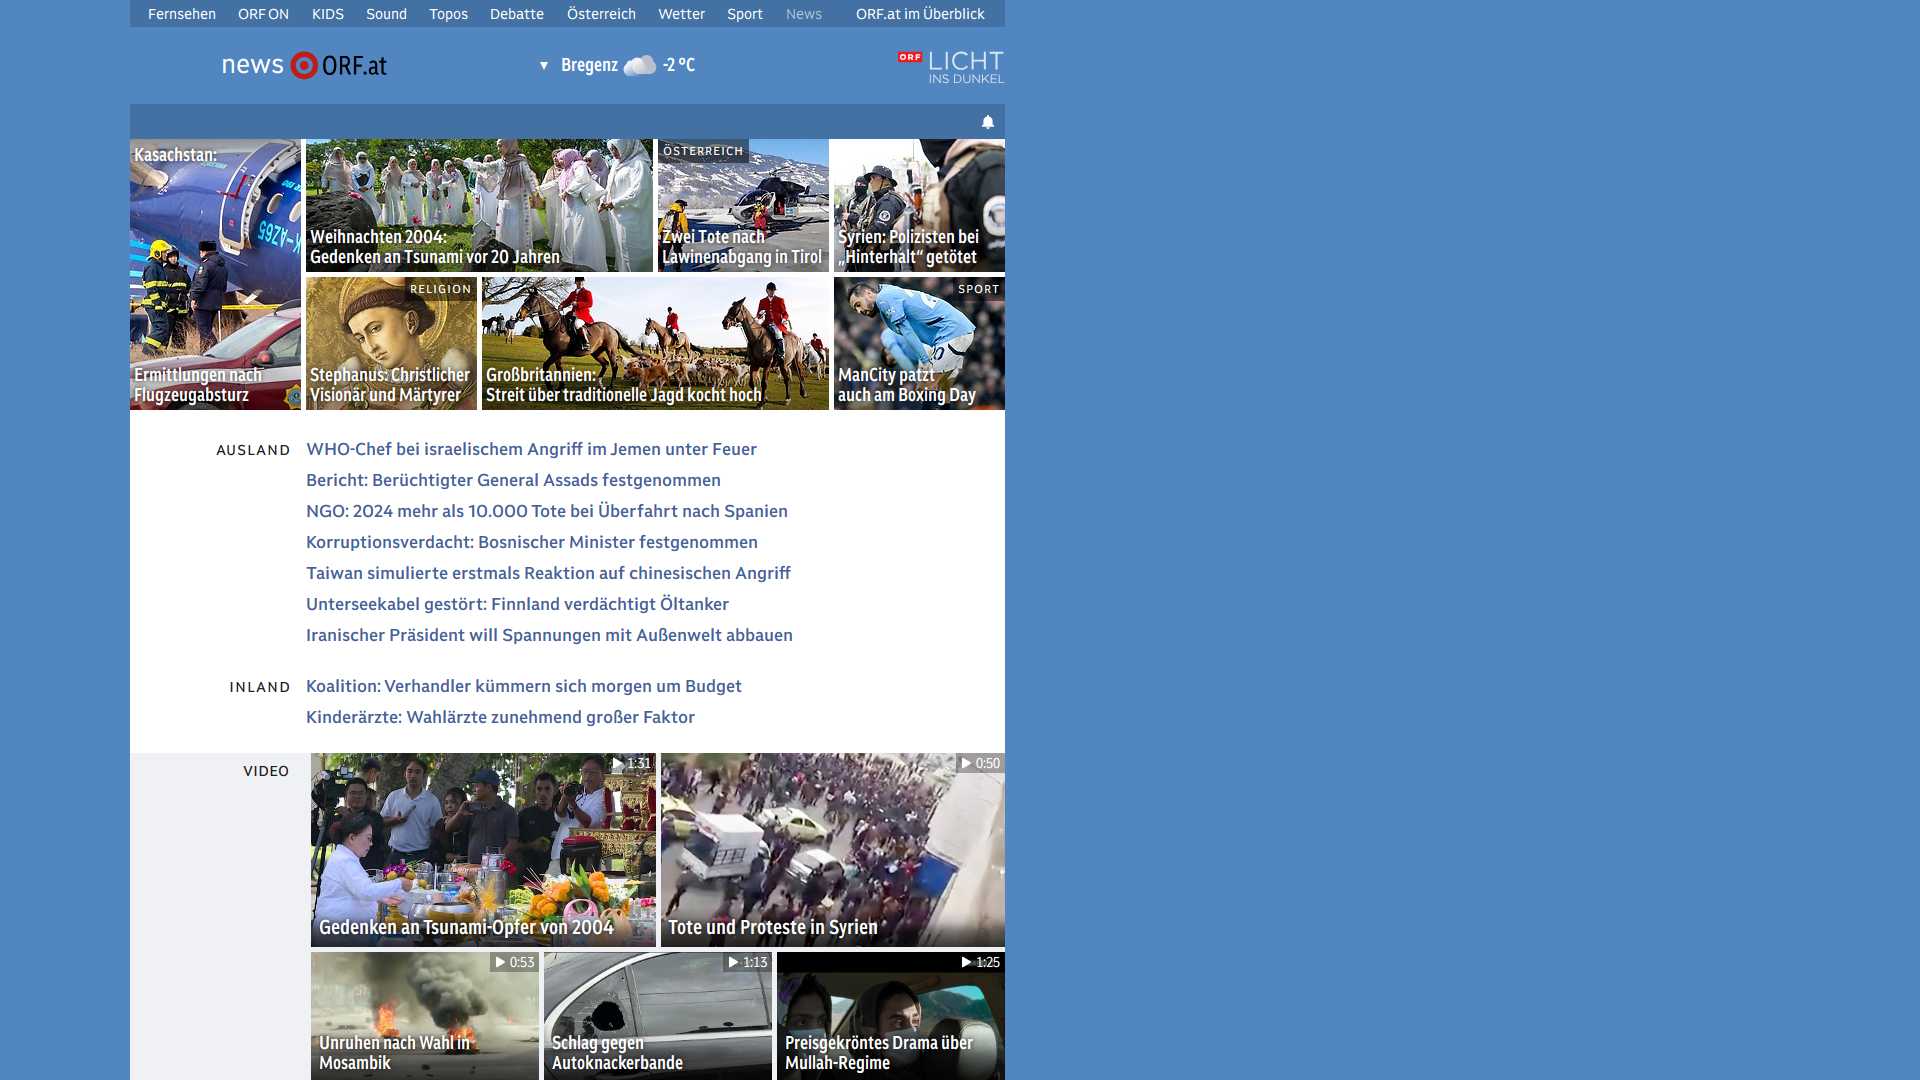 Fernsehen ORF ON KIDS Sound Topos Debatte Österreich Wetter Sport News ORF.at im Überblick
news ORF.at
Bregenz -2 °C
ORF LICHT
INS DUNKEL
Kasachstan:
Ermittlungen nach
Flugzeugabsturz
Weihnachten 2004:
Gedenken an Tsunami vor 20 Jahren
ÖSTERREICH
Zwei Tote nach
Lawinenabgang in Tirol
Syrien: Polizisten bei
„Hinterhalt“ getötet
RELIGION
Stephanus: Christlicher
Visionär und Märtyrer
Großbritannien:
Streit über traditionelle Jagd kocht hoch
SPORT
ManCity patzt
auch am Boxing Day
AUSLAND
WHO-Chef bei israelischem Angriff im Jemen unter Feuer
Bericht: Berüchtigter General Assads festgenommen
NGO: 2024 mehr als 10.000 Tote bei Überfahrt nach Spanien
Korruptionsverdacht: Bosnischer Minister festgenommen
Taiwan simulierte erstmals Reaktion auf chinesischen Angriff
Unterseekabel gestört: Finnland verdächtigt Öltanker
Iranischer Präsident will Spannungen mit Außenwelt abbauen
INLAND
Koalition: Verhandler kümmern sich morgen um Budget
Kinderärzte: Wahlärzte zunehmend großer Faktor
VIDEO
1:31
Gedenken an Tsunami-Opfer von 2004
0:50
Tote und Proteste in Syrien
0:53
Unruhen nach Wahl in
Mosambik
1:13
Schlag gegen
Autoknackerbande
1:25
Preisgekröntes Drama über
Mullah-Regime